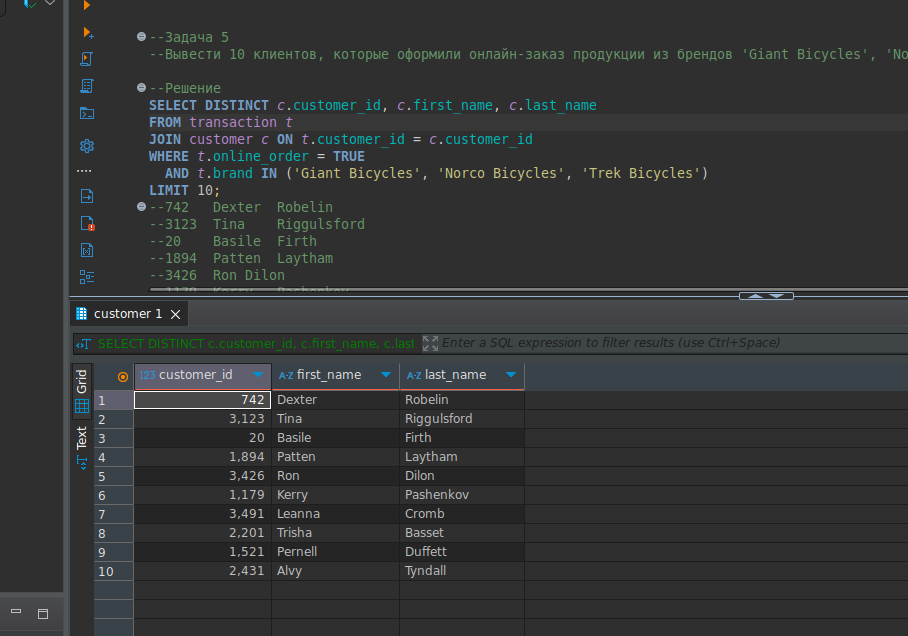 --Задача 5
--Вывести 10 клиентов, которые оформили онлайн-заказ продукции из брендов 'Giant Bicycles', 'No
--Решение
SELECT DISTINCT c.customer_id, c.first_name, c.last_name
FROM transaction t
JOIN customer c ON t.customer_id = c.customer_id
WHERE t.online_order = TRUE
AND t.brand IN ('Giant Bicycles', 'Norco Bicycles', 'Trek Bicycles')
LIMIT 10;
--742 Dexter Robelin
--3123 Tina Riggulsford
--20 Basile Firth
--1894 Patten Laytham
--3426 Ron Dilon
--1179 Kerry Pashenkov
customer 1
SELECT DISTINCT c.customer_id, c.first_name, c.last
Enter a SQL expression to filter results (use Ctrl+Space)
Grid
Text
123 customer_id A-Z first_name A-Z last_name
1 742 Dexter Robelin
2 3,123 Tina Riggulsford
3 20 Basile Firth
4 1,894 Patten Laytham
5 3,426 Ron Dilon
6 1,179 Kerry Pashenkov
7 3,491 Leanna Cromb
8 2,201 Trisha Basset
9 1,521 Pernell Duffett
10 2,431 Alvy Tyndall